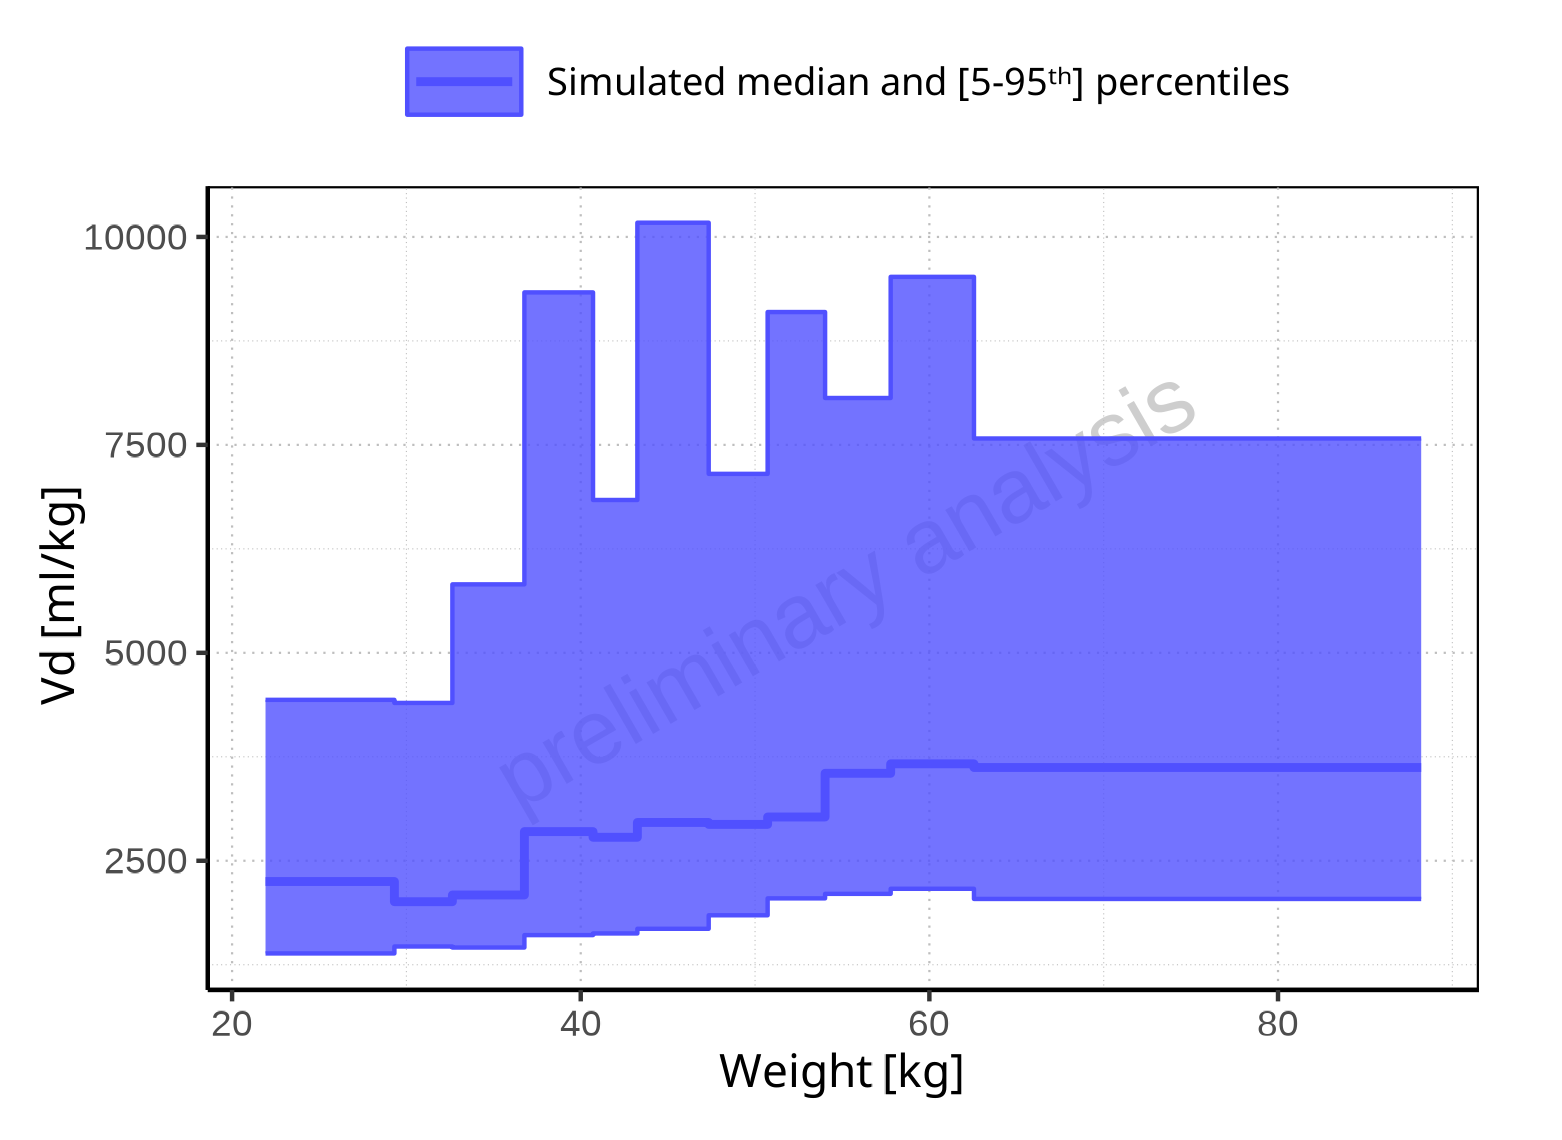 Simulated median and [5-95ᵗʰ] percentiles
10000
7500
5000
2500
Vd [ml/kg]
preliminary analysis
20 40 60 80
Weight [kg]